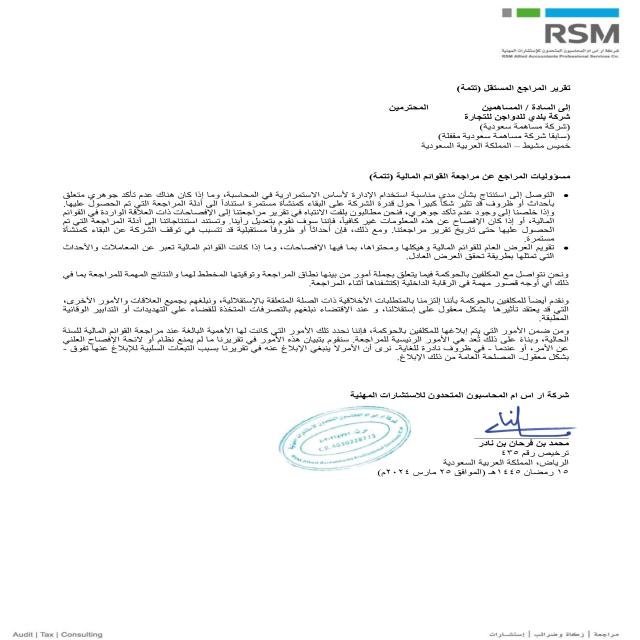 RSM
شركة ار اس ام المحاسبون المتحدون للاستشارات المهنية
RSM Allied Accountants Professional Services Co.
تقرير المراجع المستقل (تتمة)
إلى السادة / المساهمين المحترمين
شركة بلدي للدواجن للتجارة
(شركة مساهمة سعودية)
(سابقا شركة مساهمة سعودية مقفلة)
خميس مشيط – المملكة العربية السعودية
مسؤوليات المراجع عن مراجعة القوائم المالية (تتمة)
• التوصل إلى استنتاج بشأن مدى مناسبة استخدام الإدارة لأساس الاستمرارية في المحاسبة، وما إذا كان هناك عدم تأكد جوهري متعلق
بأحداث أو ظروف قد تثير شكاً كبيراً حول قدرة الشركة على البقاء كمنشأة مستمرة استناداً الى أدلة المراجعة التي تم الحصول عليها.
وإذا خلصنا إلى وجود عدم تأكد جوهري، فنحن مطالبون بلفت الانتباه في تقرير مراجعتنا إلى الإفصاحات ذات العلاقة الواردة في القوائم
المالية، أو إذا كان الإفصاح عن هذه المعلومات غير كافياً، فإننا سوف نقوم بتعديل رأينا. وتستند استنتاجاتنا الى أدلة المراجعة التي تم
الحصول عليها حتى تاريخ تقرير مراجعتنا. ومع ذلك، فإن أحداثاً أو ظروفاً مستقبلية قد تتسبب في توقف الشركة عن البقاء كمنشأة
مستمرة.
• تقويم العرض العام للقوائم المالية وهيكلها ومحتواها، بما فيها الإفصاحات، وما إذا كانت القوائم المالية تعبر عن المعاملات والأحداث
التي تمثلها بطريقة تحقق العرض العادل.
ونحن نتواصل مع المكلفين بالحوكمة فيما يتعلق بجملة أمور من بينها نطاق المراجعة وتوقيتها المخطط لهما والنتائج المهمة للمراجعة بما في
ذلك أي أوجه قصور مهمة في الرقابة الداخلية إكتشفناها أثناء المراجعة.
ونقدم أيضاً للمكلفين بالحوكمة بأننا إلتزمنا بالمتطلبات الأخلاقية ذات الصلة المتعلقة بالإستقلالية، ونبلغهم بجميع العلاقات والأمور الأخرى،
التي قد يعتقد تأثيرها بشكل معقول على إستقلالنا، و عند الإقتضاء نبلغهم بالتصرفات المتخذة للقضاء على التهديدات أو التدابير الوقائية
المطبقة.
ومن ضمن الأمور التي يتم إبلاغها للمكلفين بالحوكمة، فإننا نحدد تلك الأمور التي كانت لها الأهمية البالغة عند مراجعة القوائم المالية للسنة
الحالية، وبناء على ذلك تُعد هي الأمور الرئيسية للمراجعة. سنقوم بتبيان هذه الأمور في تقريرنا ما لم يمنع نظام أو لائحة الإفصاح العلني
عن الأمر، أو عندما - في ظروف نادرة للغاية- نرى أن الأمر لا ينبغي الإبلاغ عنه في تقريرنا بسبب التبعات السلبية للإبلاغ عنها تفوق -
بشكل معقول- المصلحة العامة من ذلك الإبلاغ.
شركة ار اس ام المحاسبون المتحدون للاستشارات المهنية
محمد بن فرحان بن نادر
ترخيص رقم ٤٣٥
الرياض، المملكة العربية السعودية
١٥ رمضان ١٤٤٥هـ (الموافق ٢٥ مارس ٢٠٢٤م)
Audit | Tax | Consulting
مراجعة | زكاة وضرائب | إستشارات